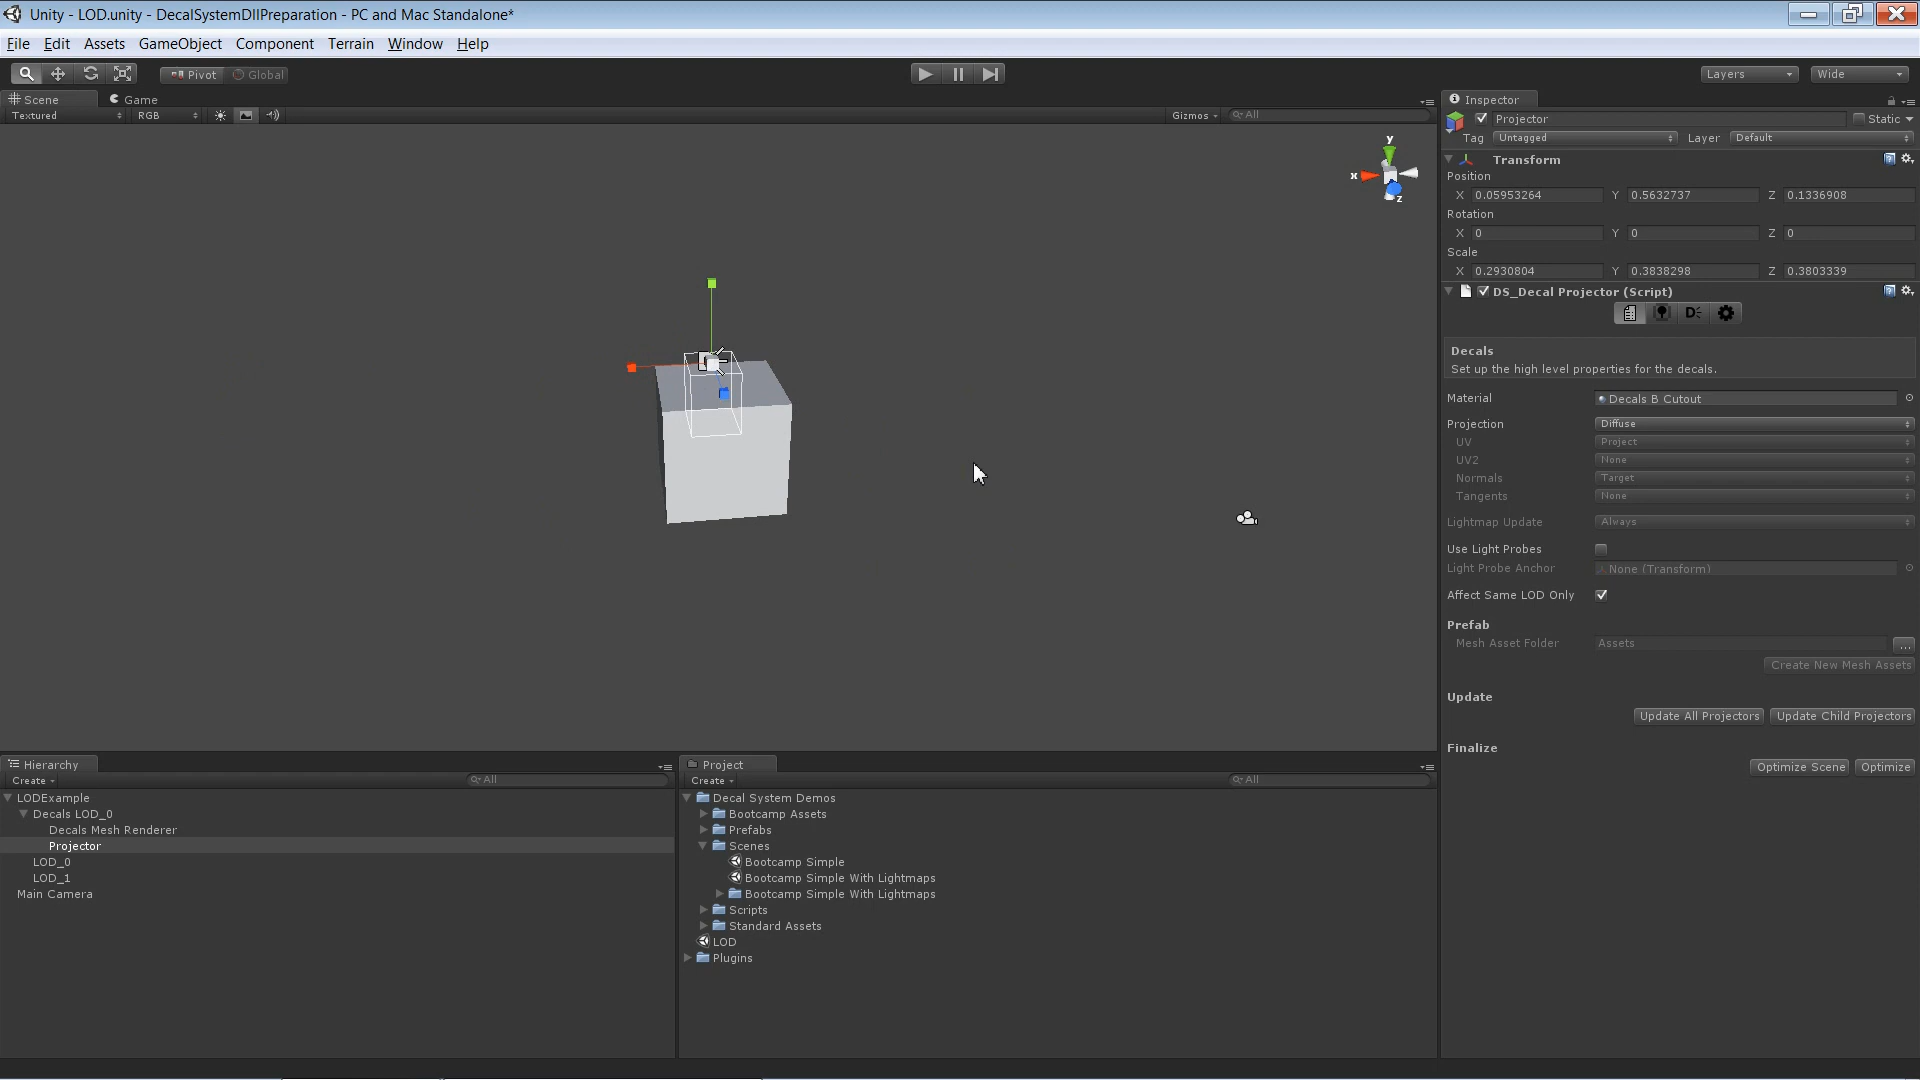 Unity - LOD.unity - DecalSystemDllPreparation - PC and Mac Standalone*
File Edit Assets GameObject Component Terrain Window Help
Pivot Global Layers Wide
Scene Game
Textured RGB Gizmos All
Inspector
Projector Static
Tag Untagged Layer Default
Transform
Position
X 0.05953264 Y 0.5632737 Z 0.1336908
Rotation
X 0 Y 0 Z 0
Scale
X 0.2930804 Y 0.3838298 Z 0.3803339
DS_Decal Projector (Script)
D
Decals
Set up the high level properties for the decals.
Material Decals B Cutout
Projection Diffuse
UV Project
UV2 None
Normals Target
Tangents None
Lightmap Update Always
Use Light Probes
Light Probe Anchor None (Transform)
Affect Same LOD Only
Prefab
Mesh Asset Folder Assets ...
Create New Mesh Assets
Update
Update All Projectors Update Child Projectors
Finalize
Optimize Scene Optimize
y
x
z
Hierarchy
Create All
LODExample
Decals LOD_0
Decals Mesh Renderer
Projector
LOD_0
LOD_1
Main Camera
Project
Create All
Decal System Demos
Bootcamp Assets
Prefabs
Scenes
Bootcamp Simple
Bootcamp Simple With Lightmaps
Bootcamp Simple With Lightmaps
Scripts
Standard Assets
LOD
Plugins